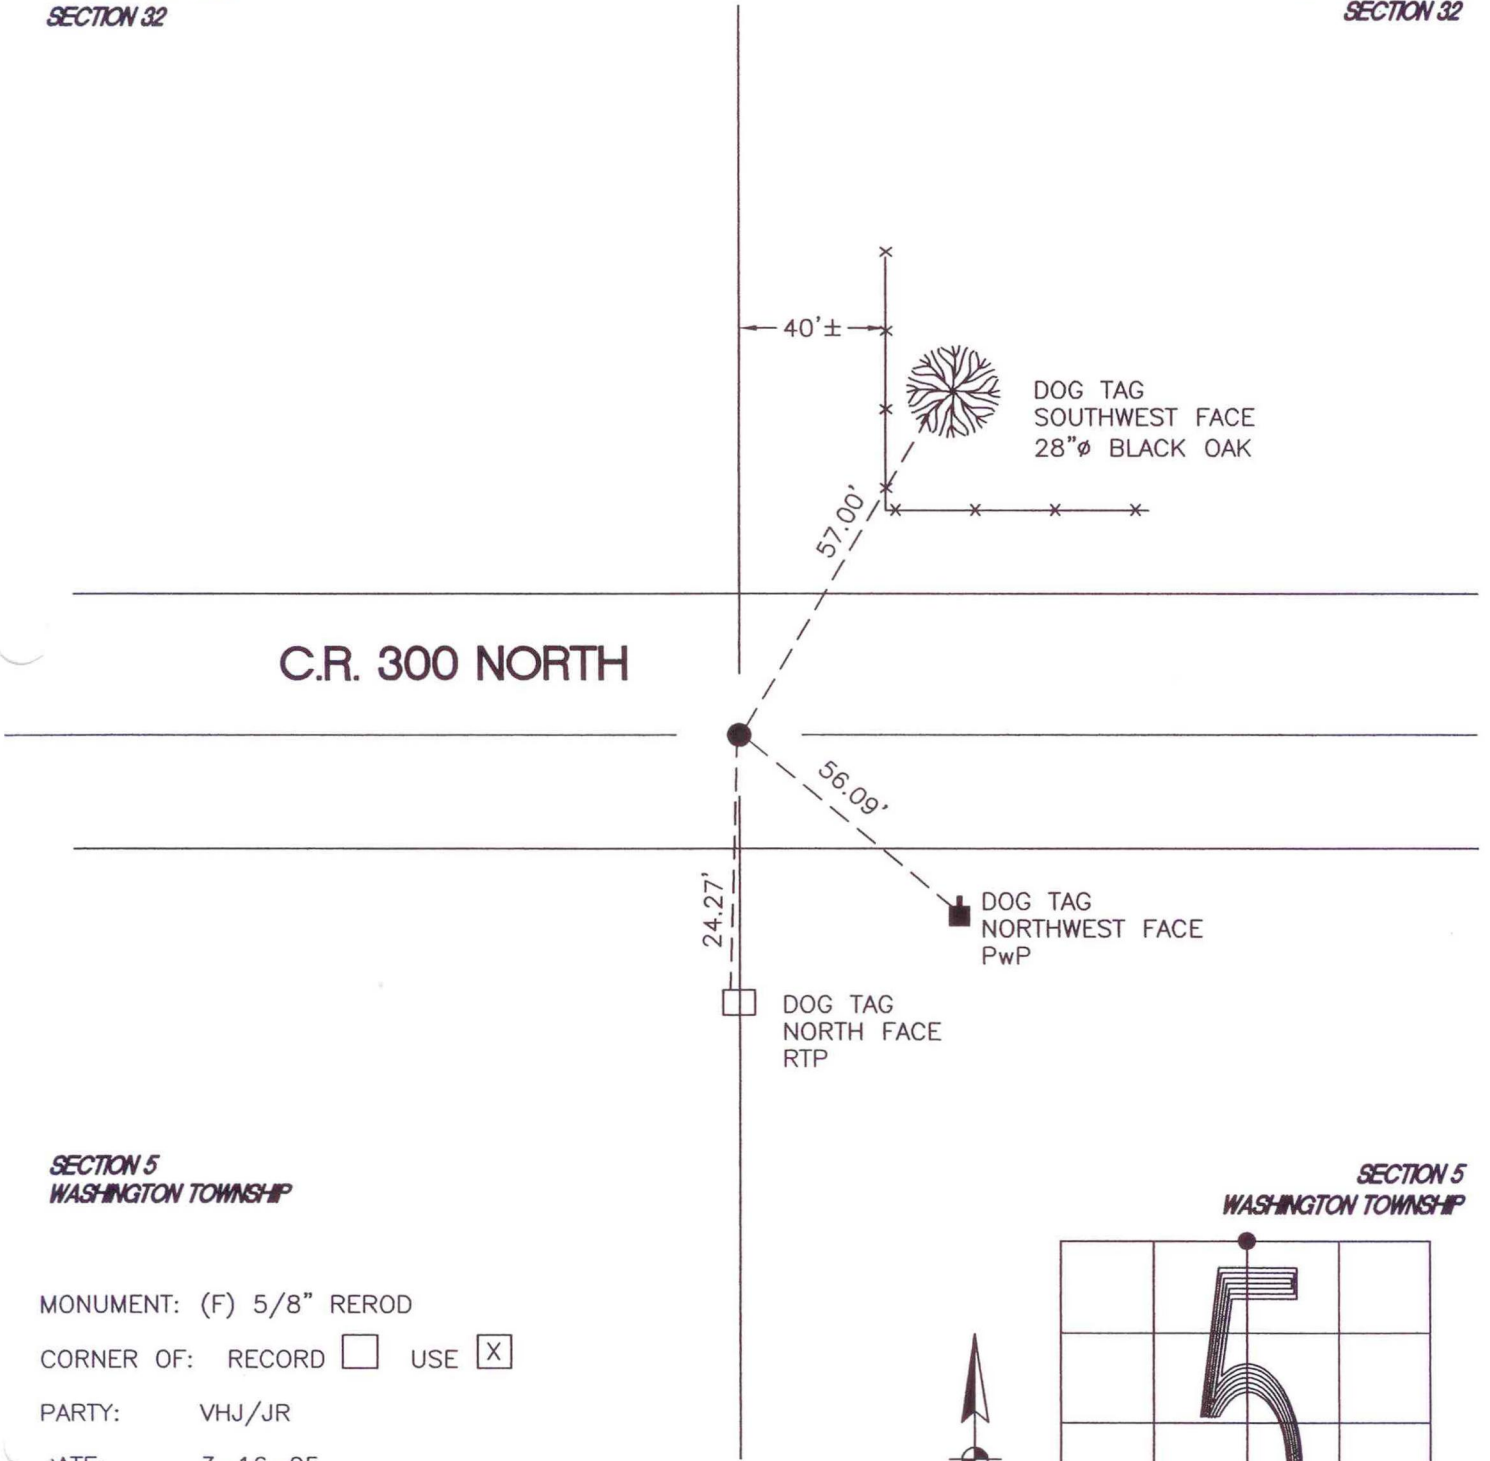 SECTION 32
SECTION 32
40'±
DOG TAG
SOUTHWEST FACE
28"ø BLACK OAK
57.00'
C.R. 300 NORTH
56.09'
24.27'
DOG TAG
NORTHWEST FACE
PwP
DOG TAG
NORTH FACE
RTP
SECTION 5
WASHINGTON TOWNSHIP
SECTION 5
WASHINGTON TOWNSHIP
MONUMENT: (F) 5/8" REROD
CORNER OF: RECORD USE X
PARTY: VHJ/JR
5